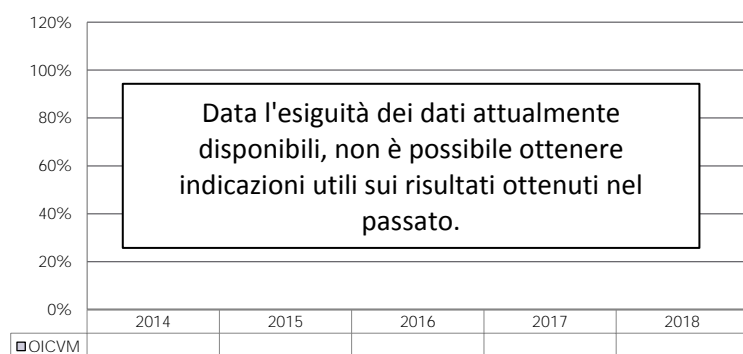 120%
100%
80%
60%
40%
20%
0%
Data l'esiguità dei dati attualmente
disponibili, non è possibile ottenere
indicazioni utili sui risultati ottenuti nel
passato.
2014 2015 2016 2017 2018
OICVM